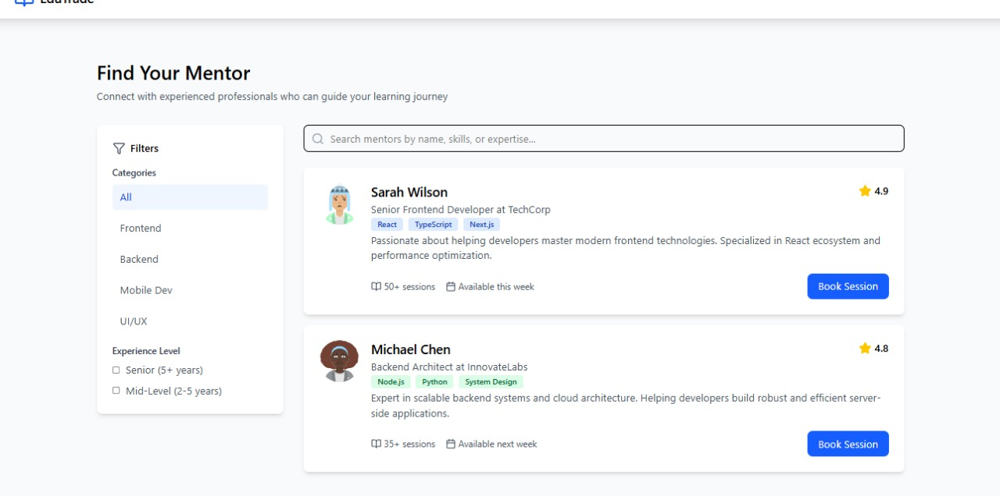 EduTrade
Find Your Mentor
Connect with experienced professionals who can guide your learning journey
Filters
Categories
All
Frontend
Backend
Mobile Dev
UI/UX
Experience Level
Senior (5+ years)
Mid-Level (2-5 years)
Search mentors by name, skills, or expertise...
Sarah Wilson
4.9
Senior Frontend Developer at TechCorp
React TypeScript Next.js
Passionate about helping developers master modern frontend technologies. Specialized in React ecosystem and
performance optimization.
50+ sessions Available this week
Book Session
Michael Chen
4.8
Backend Architect at InnovateLabs
Node.js Python System Design
Expert in scalable backend systems and cloud architecture. Helping developers build robust and efficient server-
side applications.
35+ sessions Available next week
Book Session